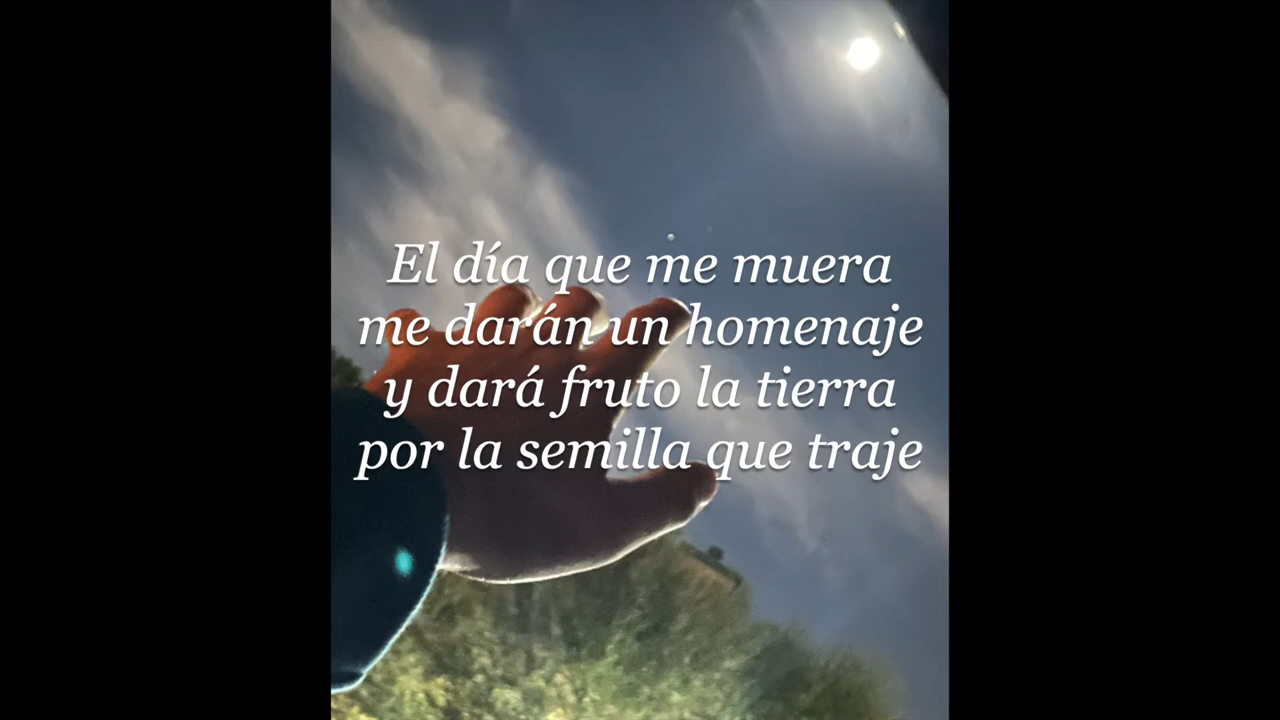 El día que me muera
me darán un homenaje
y dará fruto la tierra
por la semilla que traje